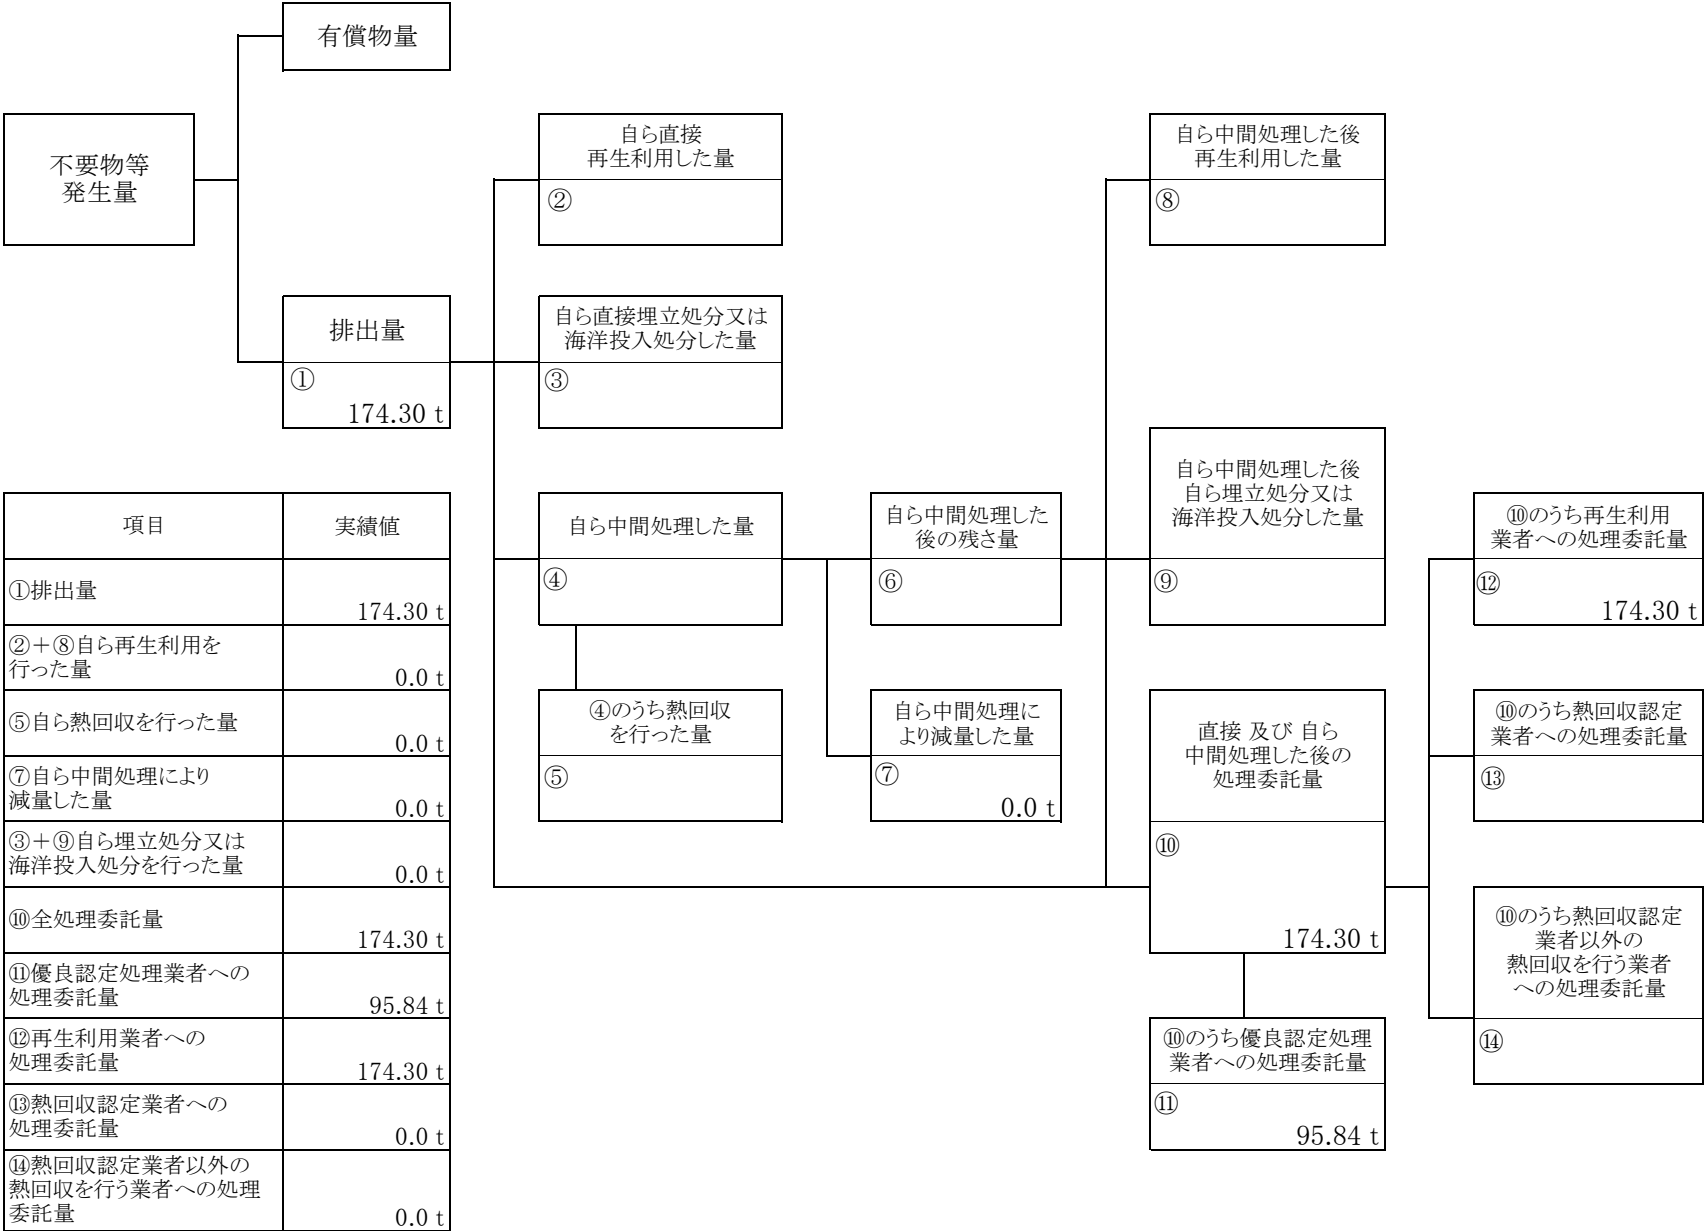 有償物量
不要物等
発生量
自ら直接
再生利用した量
②
自ら中間処理した後
再生利用した量
⑧
排出量
①
174.30 t
自ら直接埋立処分又は
海洋投入処分した量
③
自ら中間処理した量
④
自ら中間処理した
後の残さ量
⑥
自ら中間処理した後
自ら埋立処分又は
海洋投入処分した量
⑨
⑩のうち再生利用
業者への処理委託量
⑫
174.30 t
④のうち熱回収
を行った量
⑤
自ら中間処理に
より減量した量
⑦
0.0 t
直接 及び 自ら
中間処理した後の
処理委託量
⑩
174.30 t
⑩のうち熱回収認定
業者への処理委託量
⑬
⑩のうち熱回収認定
業者以外の
熱回収を行う業者
への処理委託量
⑭
⑩のうち優良認定処理
業者への処理委託量
⑪
95.84 t
項目
実績値
①排出量
174.30 t
②＋⑧自ら再生利用を
行った量
0.0 t
⑤自ら熱回収を行った量
0.0 t
⑦自ら中間処理により
減量した量
0.0 t
③＋⑨自ら埋立処分又は
海洋投入処分を行った量
0.0 t
⑩全処理委託量
174.30 t
⑪優良認定処理業者への
処理委託量
95.84 t
⑫再生利用業者への
処理委託量
174.30 t
⑬熱回収認定業者への
処理委託量
0.0 t
⑭熱回収認定業者以外の
熱回収を行う業者への処理
委託量
0.0 t